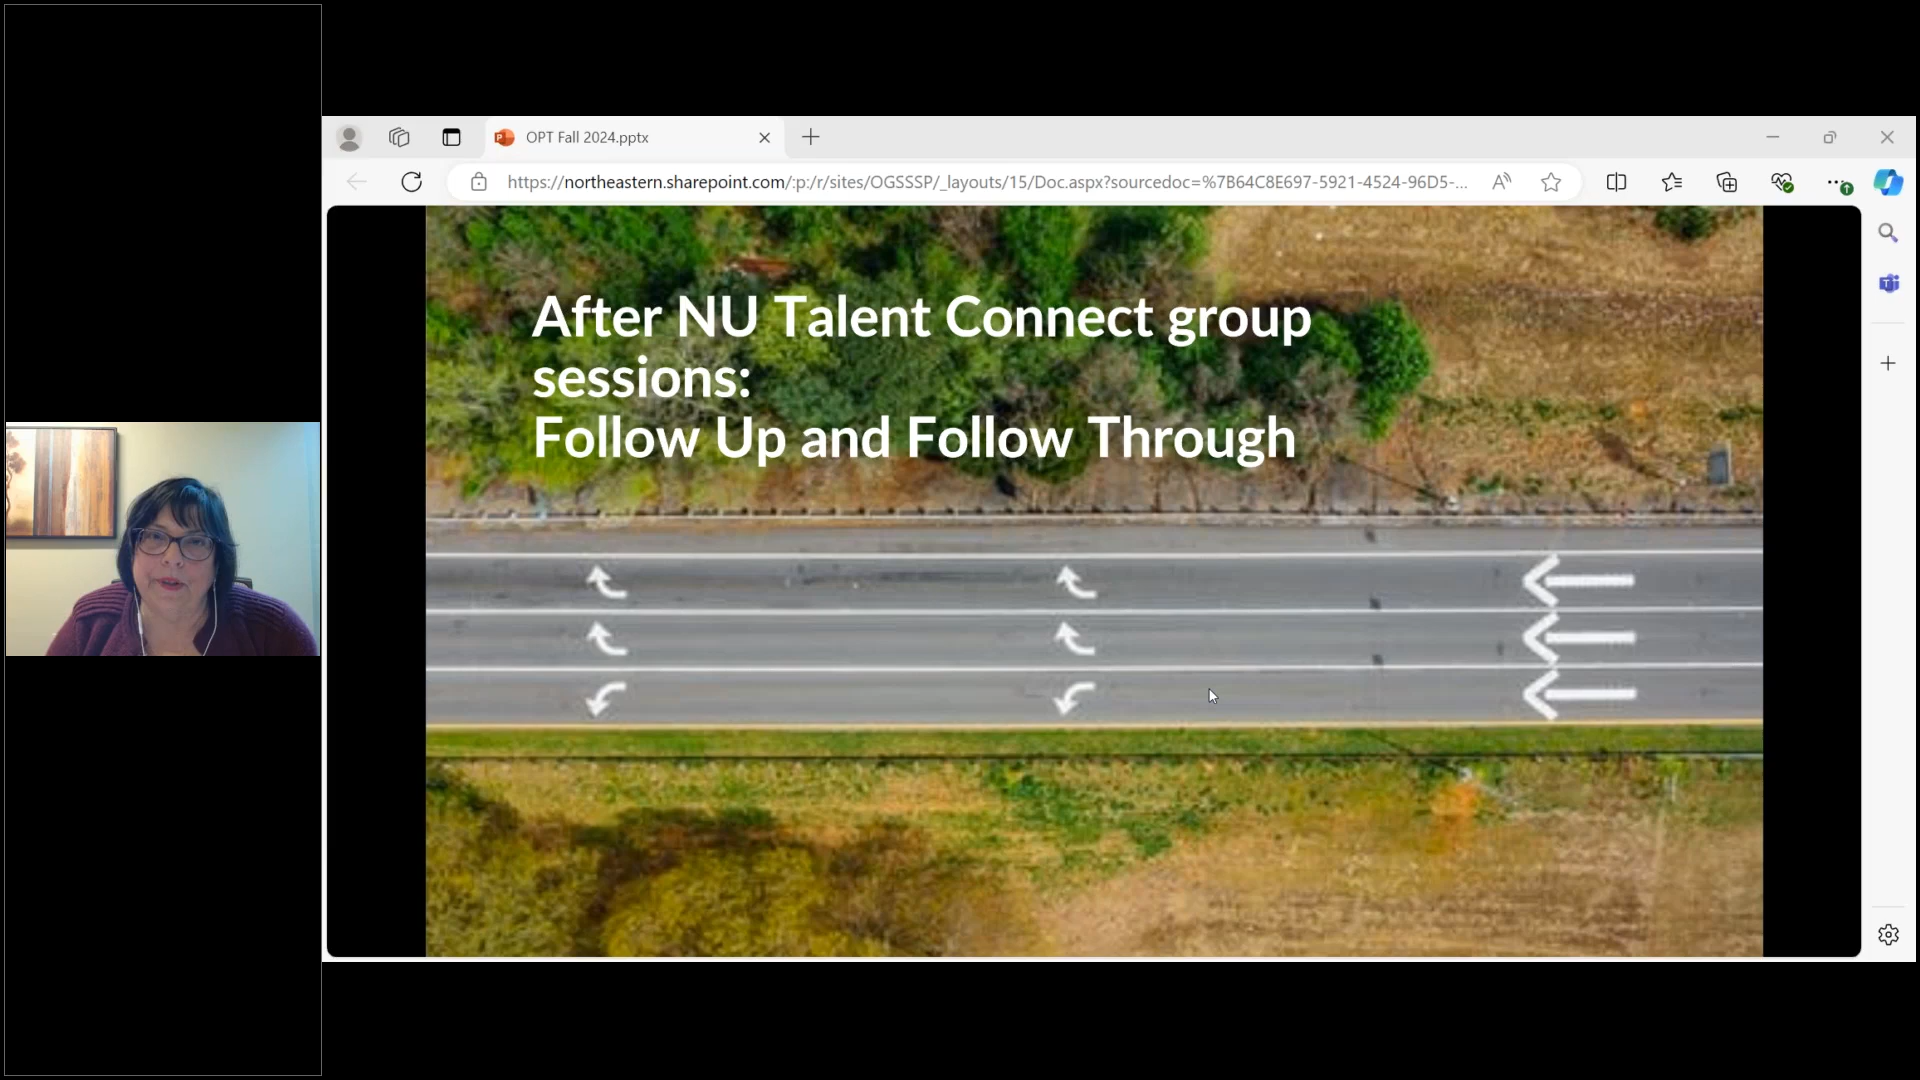 OPT Fall 2024.pptx
https://northeastern.sharepoint.com/:p:/r/sites/OGSSSP/_layouts/15/Doc.aspx?sourcedoc=%7B64C8E697-5921-4524-96D5-...
After NU Talent Connect group
sessions:
Follow Up and Follow Through